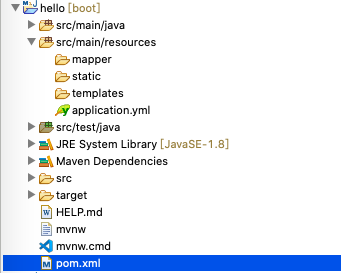 hello [boot]
src/main/java
src/main/resources
mapper
static
templates
application.yml
src/test/java
JRE System Library [JavaSE-1.8]
Maven Dependencies
src
target
HELP.md
mvnw
mvnw.cmd
pom.xml